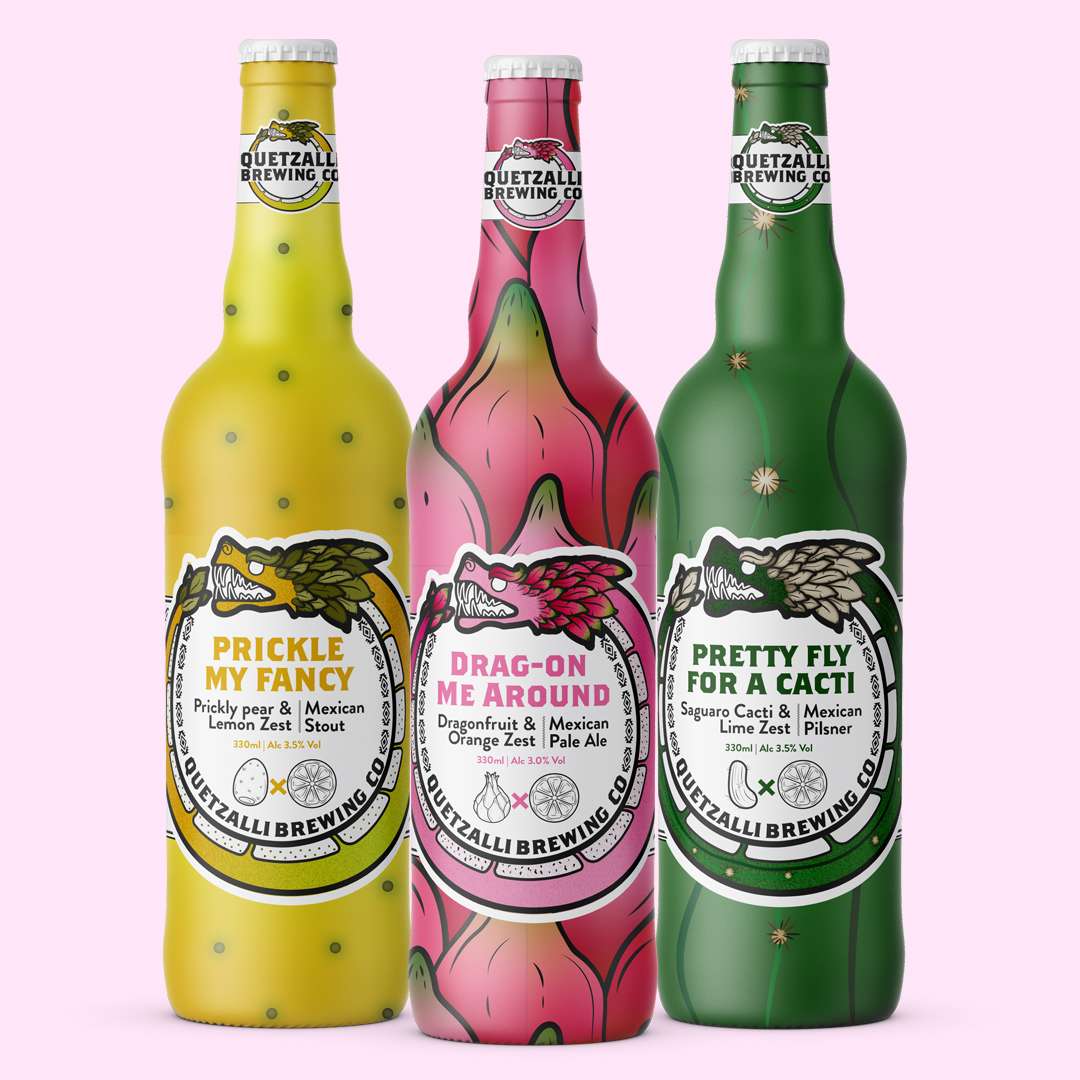 QUETZALLI
BREWING CO
PRICKLE
MY FANCY
Prickly pear &
Lemon Zest
Mexican
Stout
330ml | Alc 3.5% Vol
QUETZALLI BREWING CO
QUETZALLI
BREWING CO
DRAG-ON
ME AROUND
Dragonfruit &
Orange Zest
Mexican
Pale Ale
330ml | Alc 3.0% Vol
QUETZALLI BREWING CO
QUETZALLI
BREWING CO
PRETTY FLY
FOR A CACTI
Saguaro Cacti &
Lime Zest
Mexican
Pilsner
330ml | Alc 3.5% Vol
QUETZALLI BREWING CO